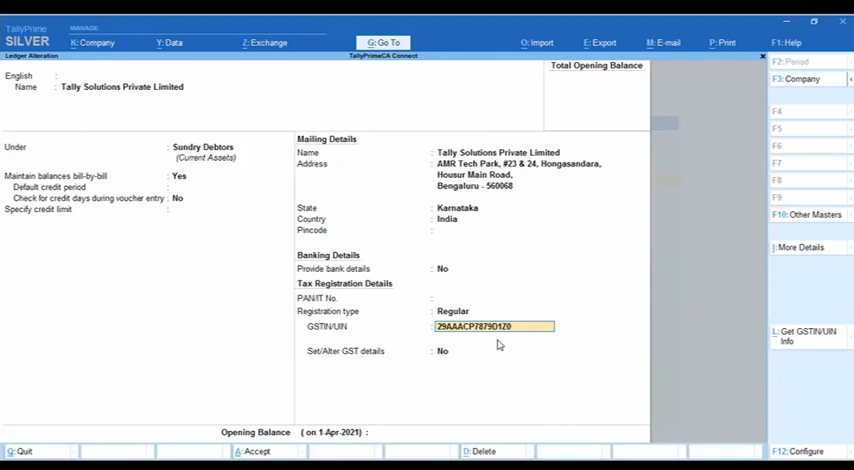 TallyPrime
SILVER
MANAGE
K: Company
Y: Data
Z: Exchange
G: Go To
O: Import
E: Export
M: E-mail
P: Print
F1: Help
Ledger Alteration
TallyPrimeCA Connect
English :
Name : Tally Solutions Private Limited
Total Opening Balance
Under : Sundry Debtors
(Current Assets)
Maintain balances bill-by-bill : Yes
Default credit period :
Check for credit days during voucher entry : No
Specify credit limit :
Mailing Details
Name : Tally Solutions Private Limited
Address : AMR Tech Park, #23 & 24, Hongasandara,
Housur Main Road,
Bengaluru - 560068
State : Karnataka
Country : India
Pincode :
Banking Details
Provide bank details : No
Tax Registration Details
PAN/IT No. :
Registration type : Regular
GSTIN/UIN : 29AAACP7879D1Z0
Set/Alter GST details : No
Opening Balance ( on 1-Apr-2021) :
F2: Period
F3: Company
F4
F5
F6
F7
F8
F9
F10: Other Masters
I: More Details
L: Get GSTIN/UIN
Info
Q: Quit
A: Accept
D: Delete
F12: Configure